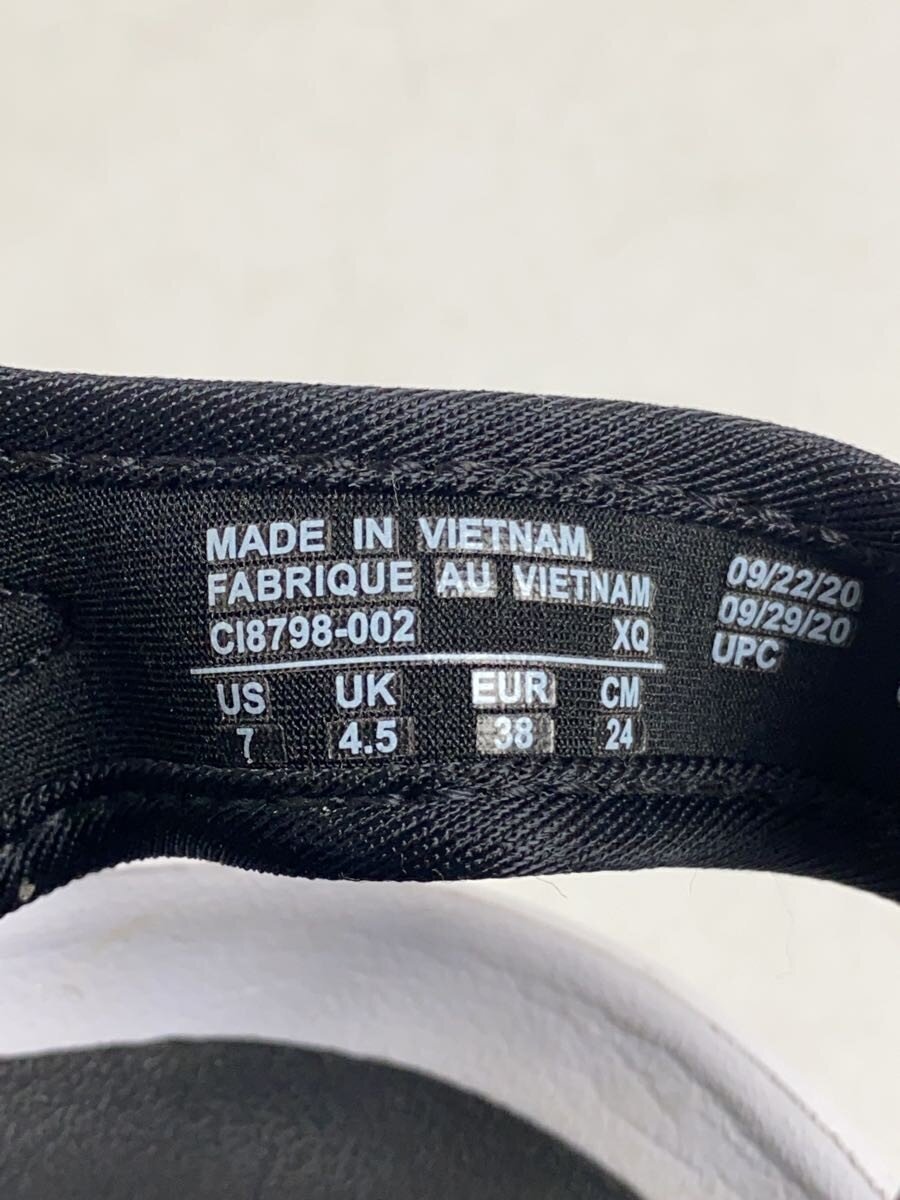 MADE IN VIETNAM
FABRIQUE AU VIETNAM
CI8798-002 XQ
US UK EUR CM
7 4.5 38 24
09/22/20
09/29/20
UPC